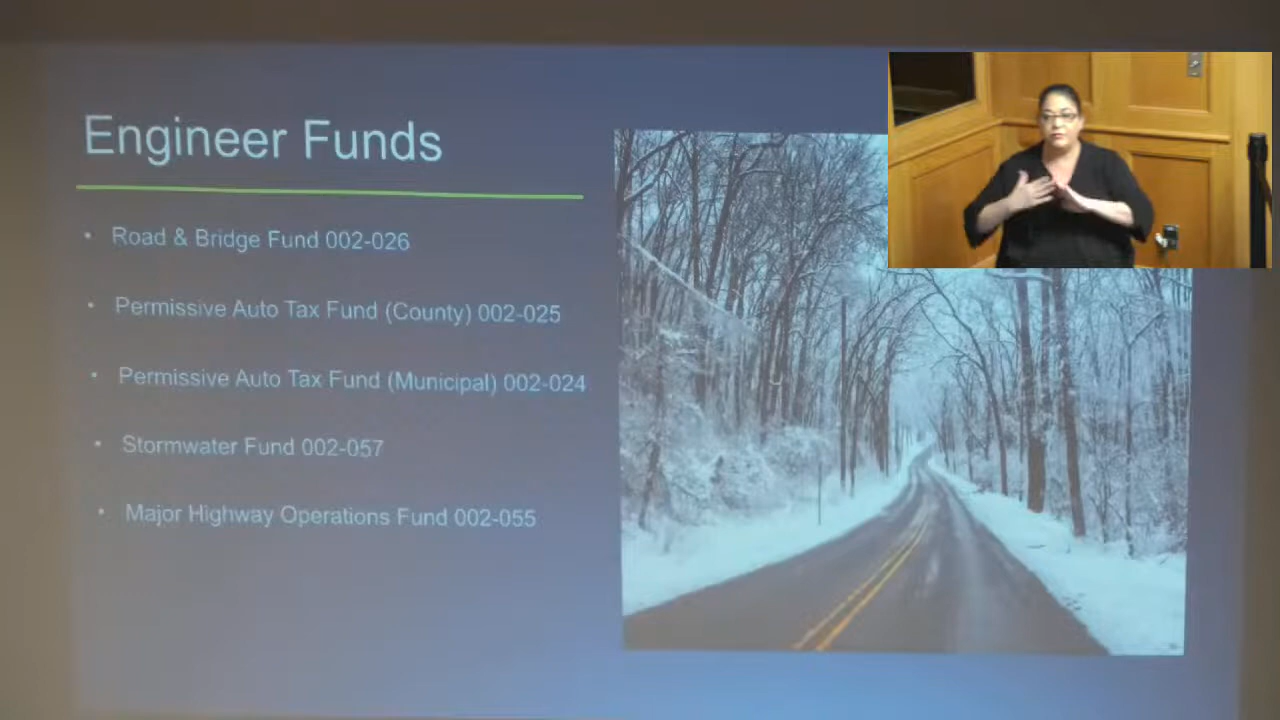 Engineer Funds
• Road & Bridge Fund 002-026
• Permissive Auto Tax Fund (County) 002-025
• Permissive Auto Tax Fund (Municipal) 002-024
• Stormwater Fund 002-057
• Major Highway Operations Fund 002-055